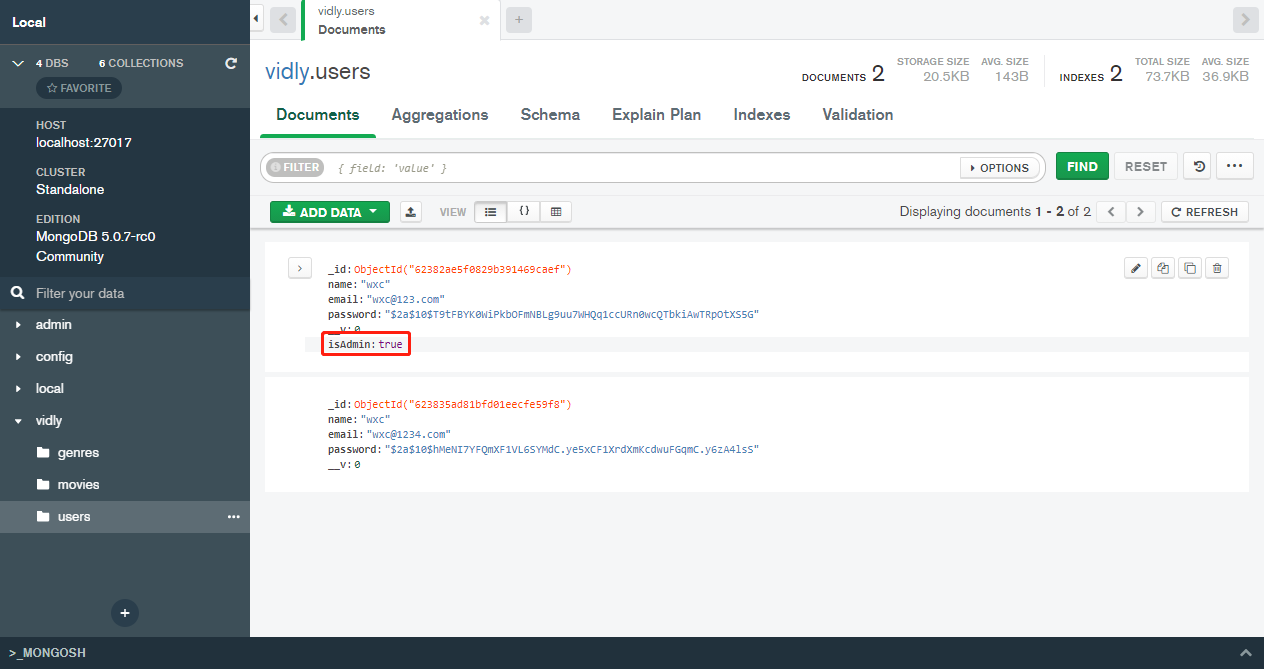 Local
4 DBS 6 COLLECTIONS
FAVORITE
HOST
localhost:27017
CLUSTER
Standalone
EDITION
MongoDB 5.0.7-rc0
Community
Filter your data
admin
config
local
vidly
genres
movies
users
>_MONGOSH
vidly.users
Documents
vidly.users
DOCUMENTS 2
STORAGE SIZE
20.5KB
AVG. SIZE
143B
INDEXES 2
TOTAL SIZE
73.7KB
AVG. SIZE
36.9KB
Documents Aggregations Schema Explain Plan Indexes Validation
FILTER { field: 'value' } OPTIONS FIND RESET
ADD DATA VIEW {} Displaying documents 1 - 2 of 2 REFRESH
_id:ObjectId("62382ae5f0829b391469caef")
name:"wxc"
email:"wxc@123.com"
password:"$2a$10$T9tFBYK0WiPkbOFmNBLg9uu7WHQq1ccURn0wcQTbkiAwTRpOtXS5G"
__v:0
isAdmin:true
_id:ObjectId("623835ad81bfd01eecfe59f8")
name:"wxc"
email:"wxc@1234.com"
password:"$2a$10$hMeNI7YFQmXF1VL6SYMdC.ye5xCF1XrdXmKcdwuFGqmC.y6zA4lsS"
__v:0